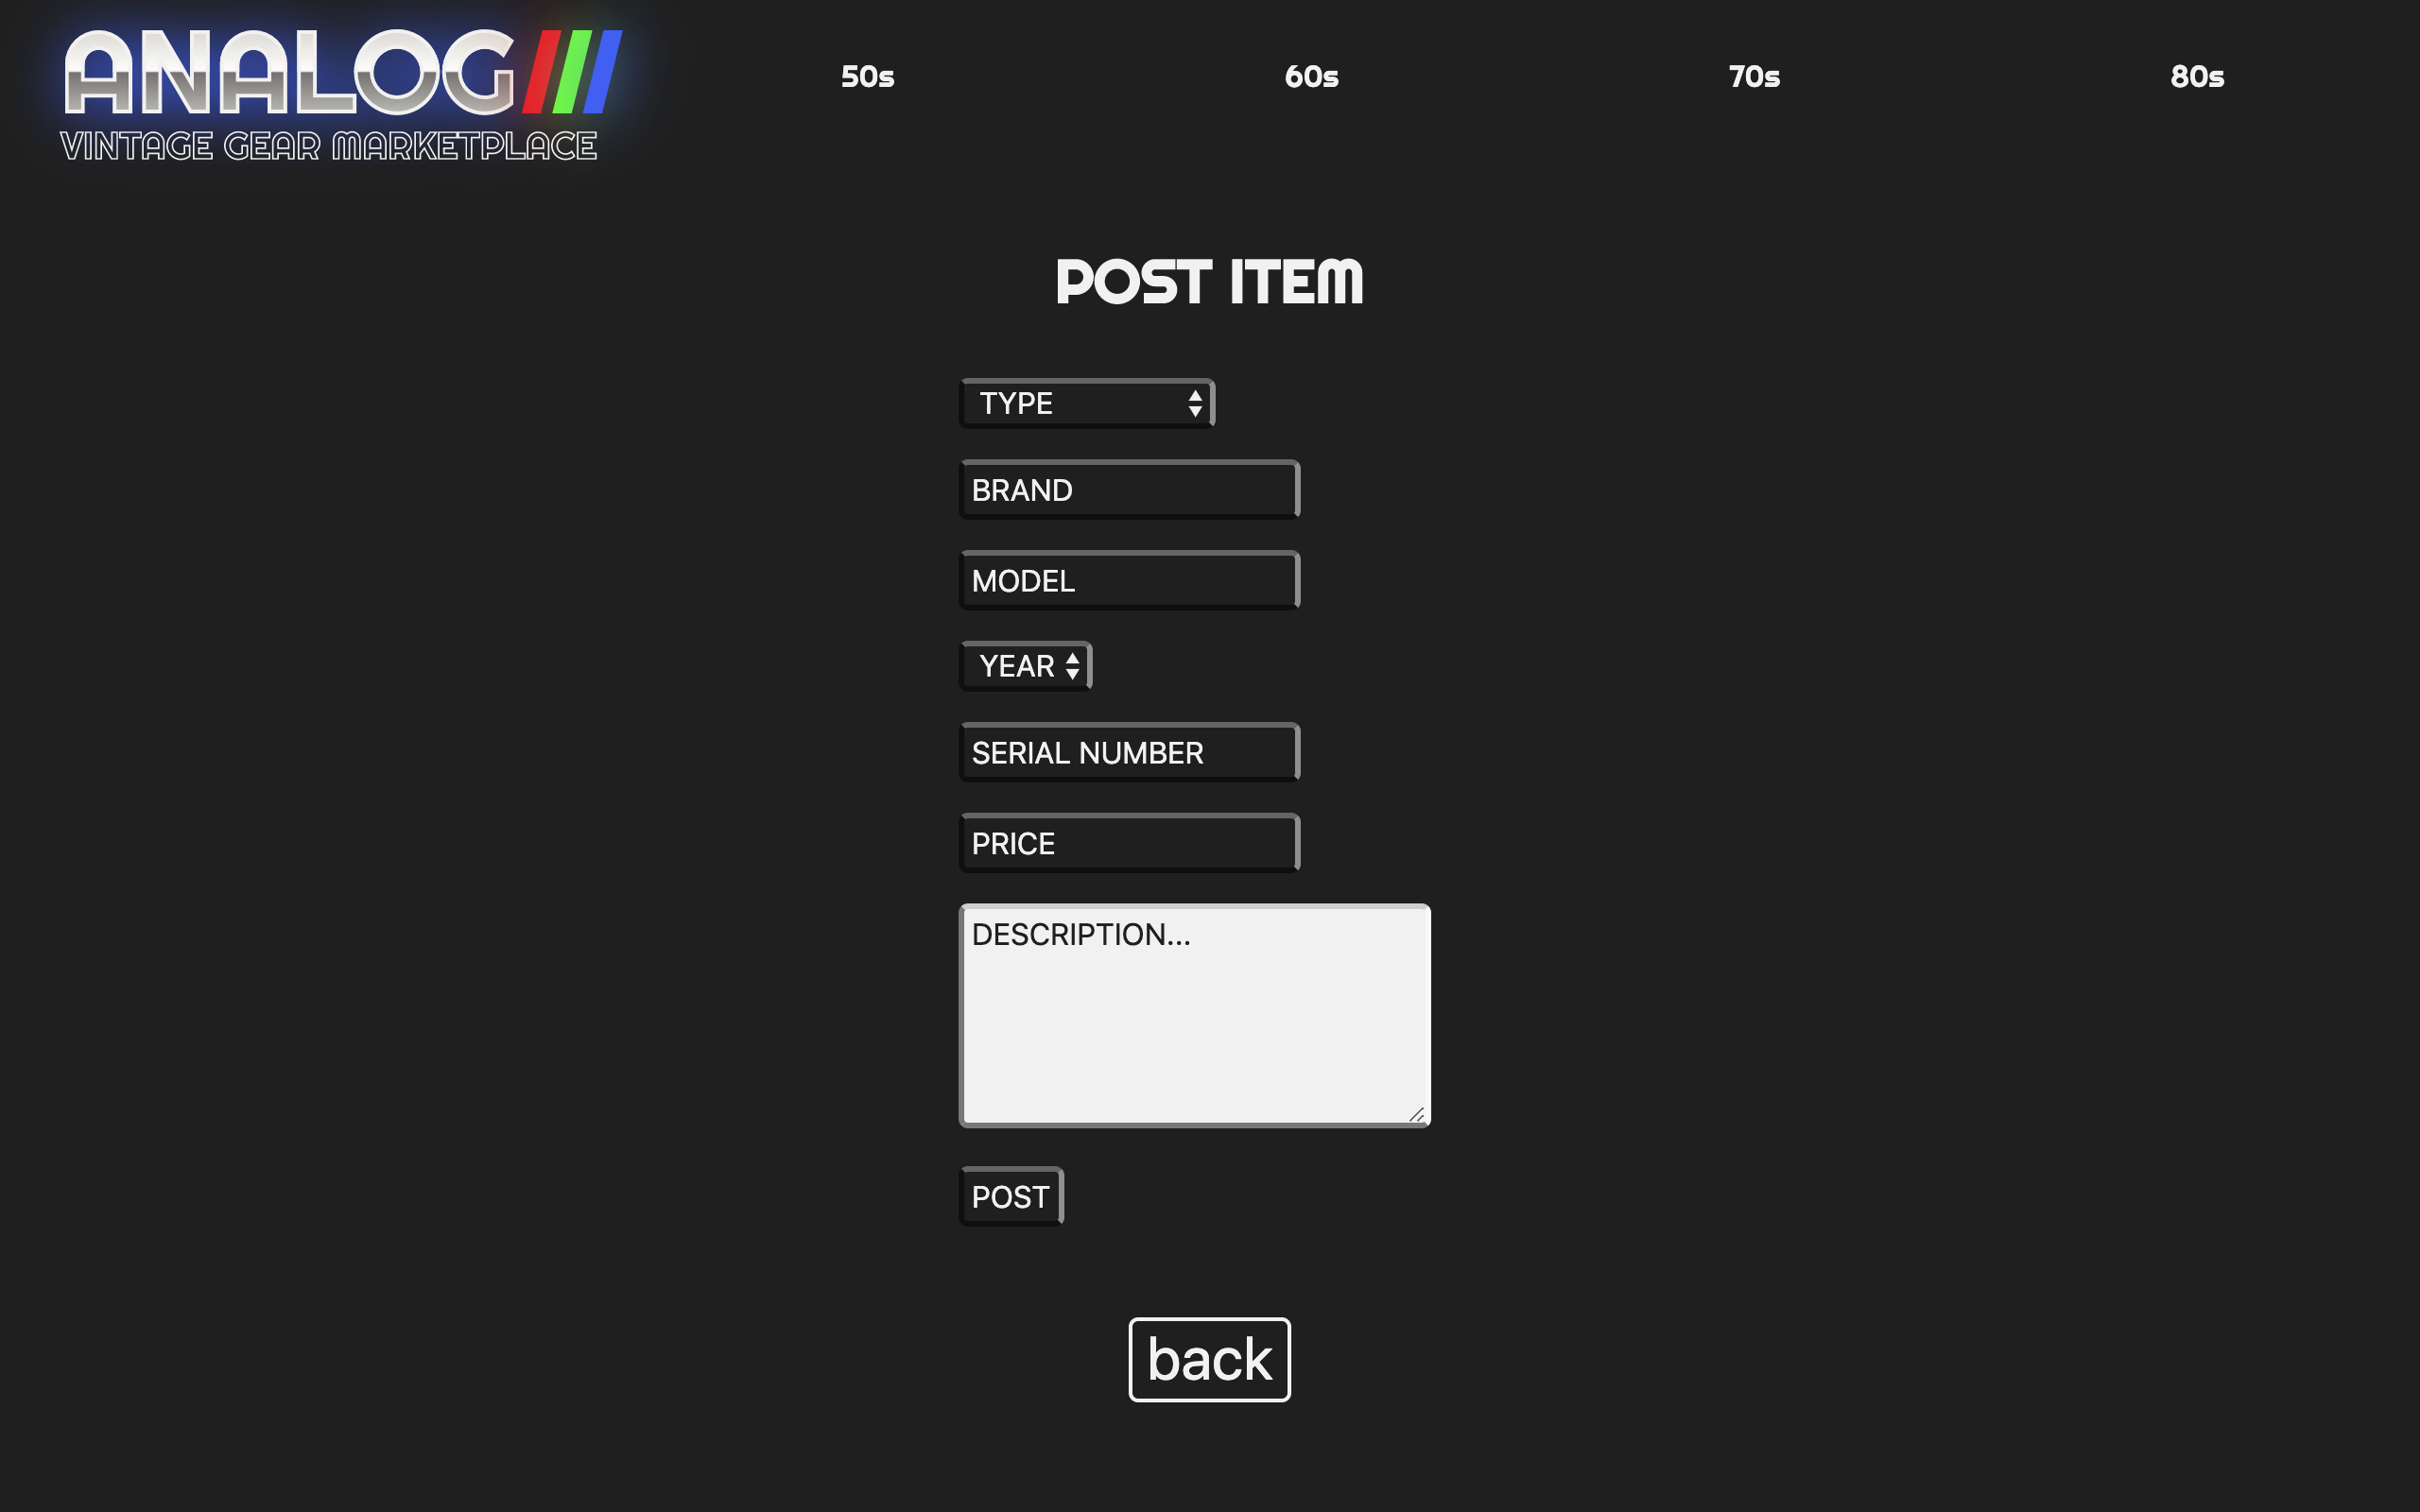 ANALOG
VINTAGE GEAR MARKETPLACE
50s
60s
70s
80s
POST ITEM
TYPE
BRAND
MODEL
YEAR
SERIAL NUMBER
PRICE
DESCRIPTION...
POST
back